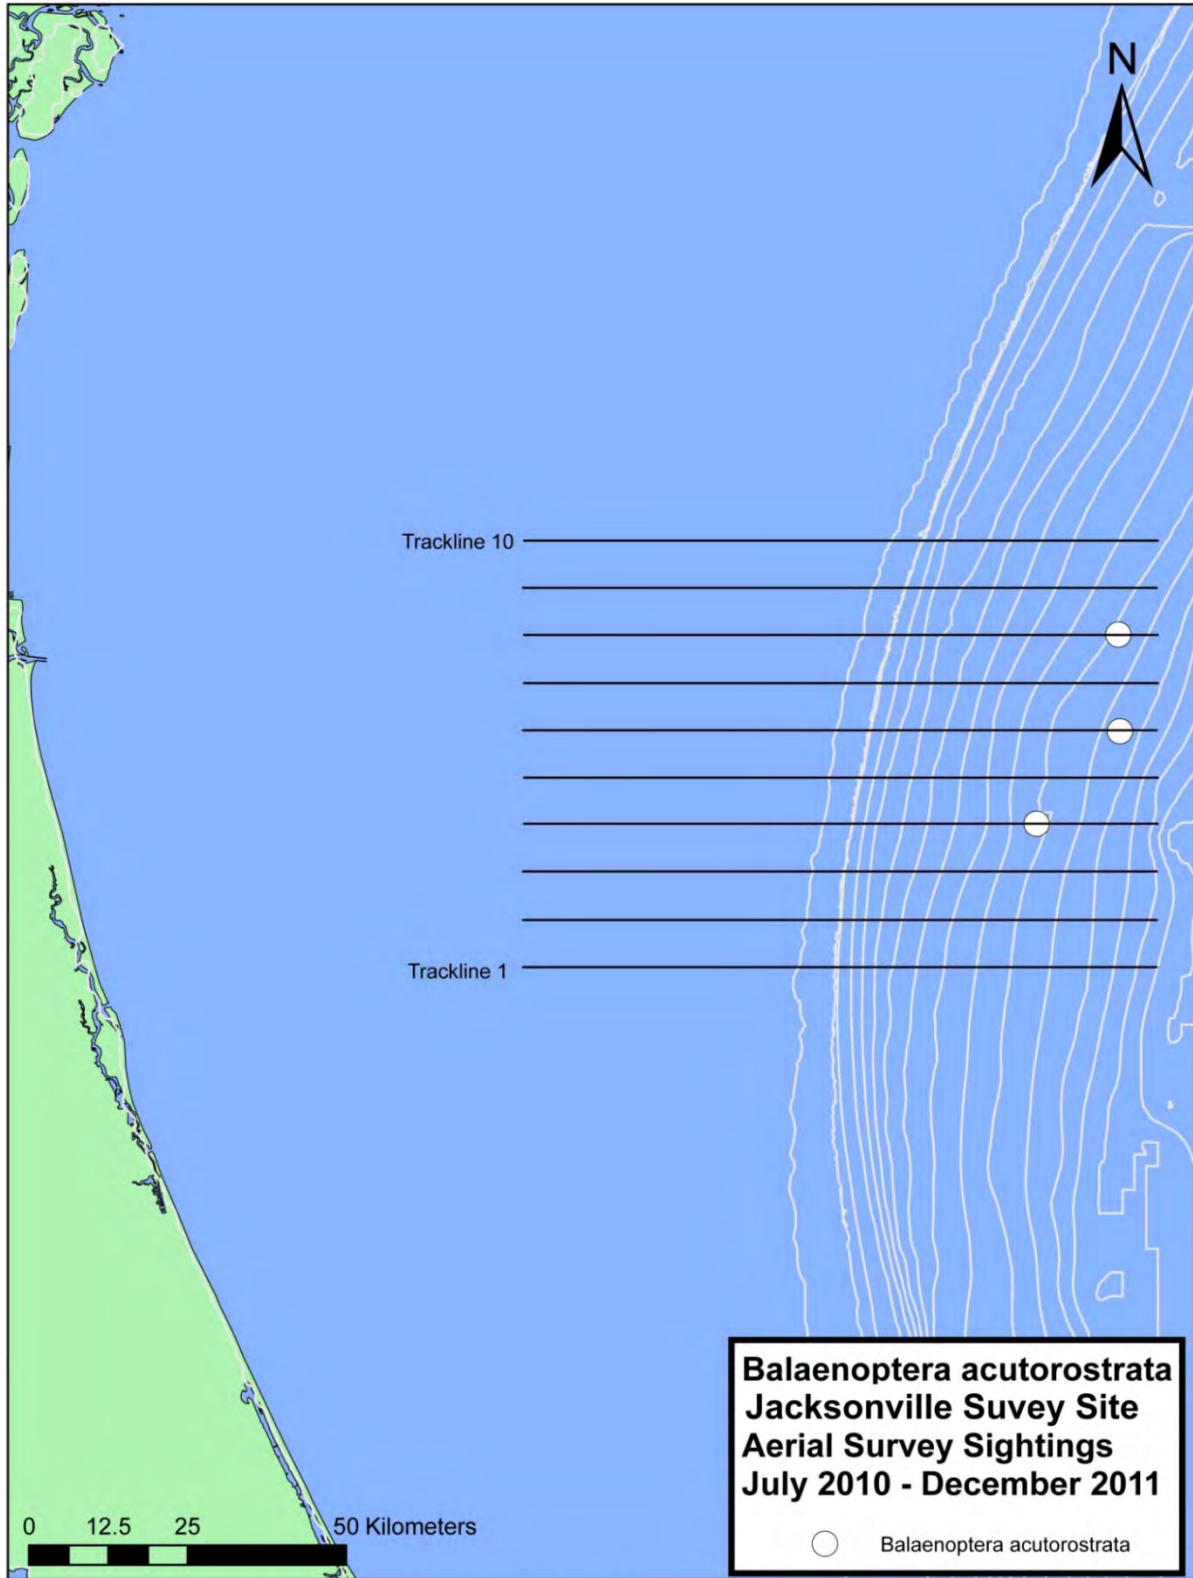 N
Trackline 10
Trackline 1
Balaenoptera acutorostrata
Jacksonville Suvey Site
Aerial Survey Sightings
July 2010 - December 2011
Balaenoptera acutorostrata
0 12.5 25 50 Kilometers